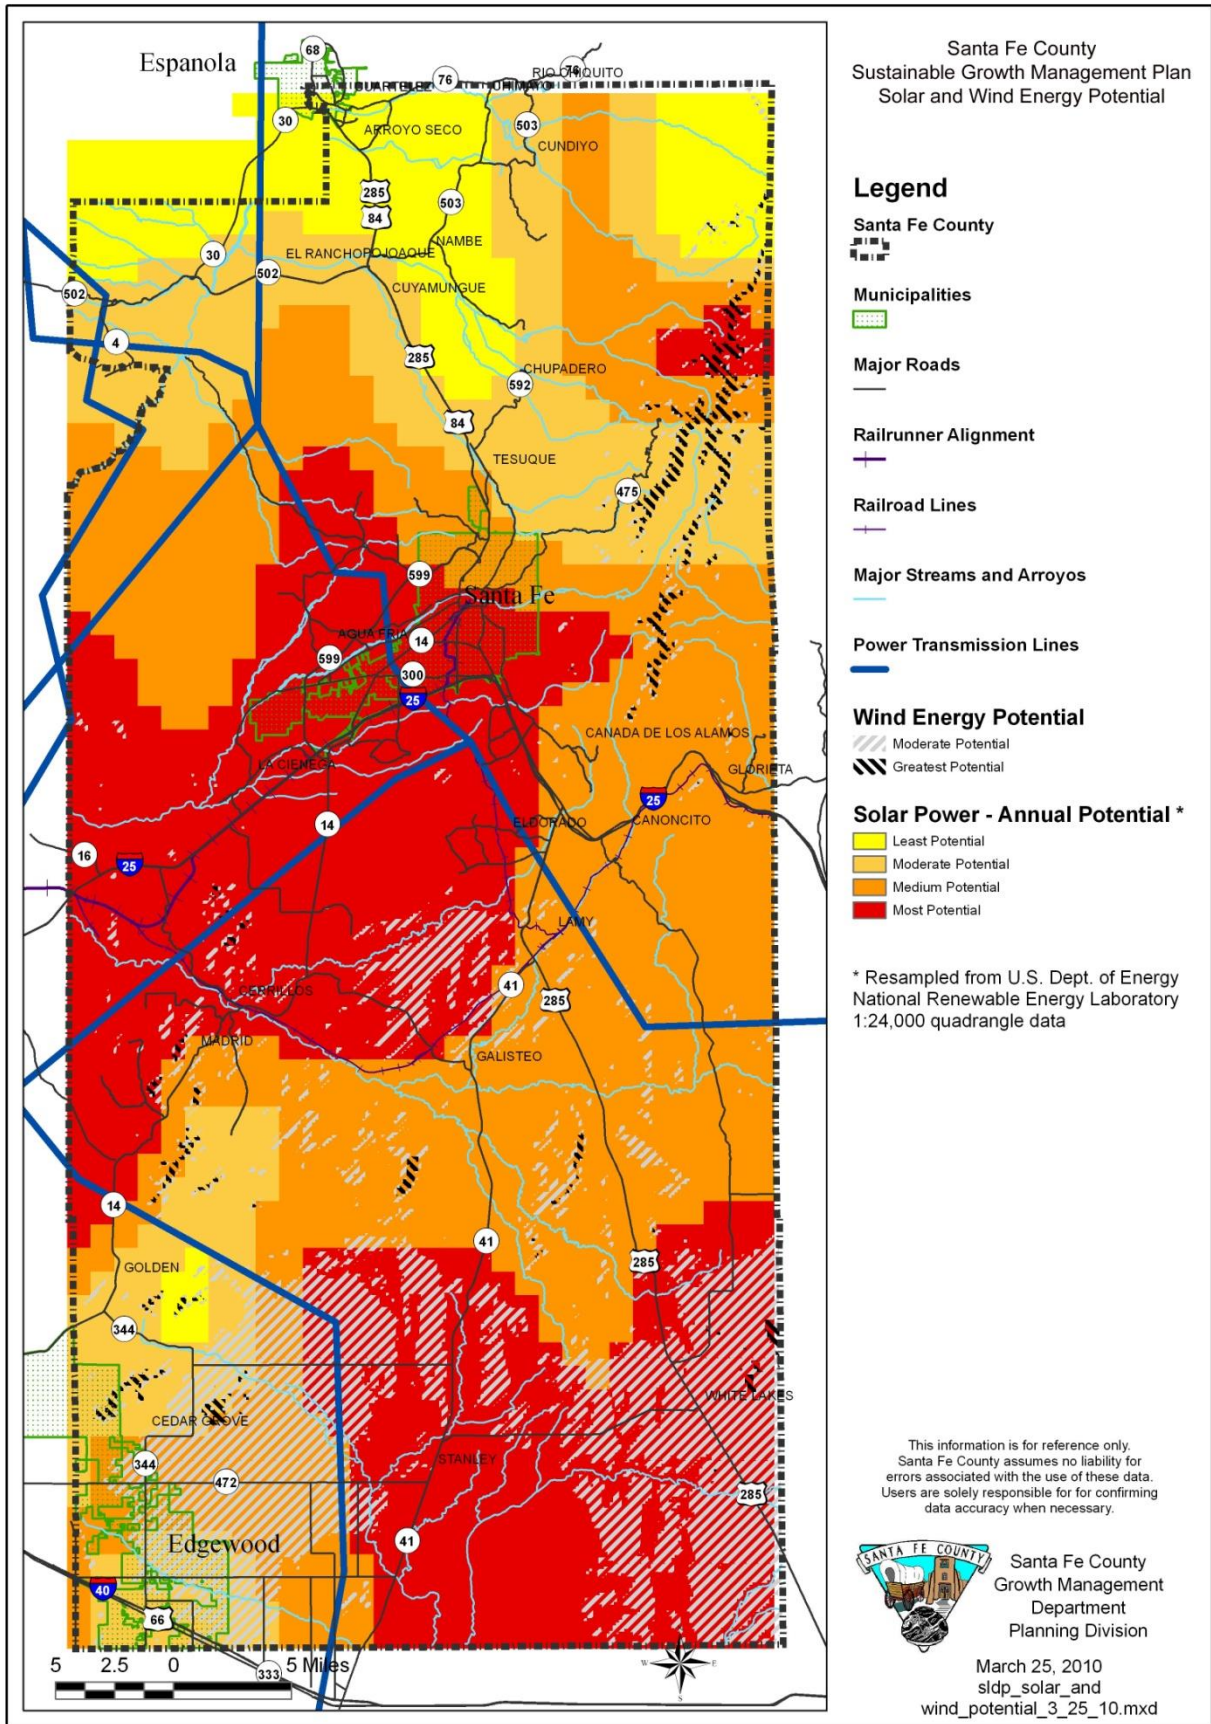 Santa Fe County
Sustainable Growth Management Plan
Solar and Wind Energy Potential
Legend
Santa Fe County
Municipalities
Major Roads
Railrunner Alignment
Railroad Lines
Major Streams and Arroyos
Power Transmission Lines
Wind Energy Potential
Moderate Potential
Greatest Potential
Solar Power - Annual Potential *
Least Potential
Moderate Potential
Medium Potential
Most Potential
* Resampled from U.S. Dept. of Energy
National Renewable Energy Laboratory
1:24,000 quadrangle data
This information is for reference only.
Santa Fe County assumes no liability for
errors associated with the use of these data.
Users are solely responsible for for confirming
data accuracy when necessary.
SANTA FE COUNTY
Santa Fe County
Growth Management
Department
Planning Division
March 25, 2010
sldp_solar_and
wind_potential_3_25_10.mxd
Espanola
68
76
RIO CHIQUITO
76
CUARTELEZ
CHIMAYO
30
ARROYO SECO
503
CUNDIYO
285
84
503
NAMBE
30
EL RANCHO
POJOAQUE
502
502
CUYAMUNGUE
4
285
CHUPADERO
592
84
TESUQUE
475
599
Santa Fe
AGUA FRIA
14
599
300
25
CANADA DE LOS ALAMOS
LA CIENEGA
GLORIETA
25
14
ELDORADO
CANONCITO
16
25
LAMY
41
285
CERRILLOS
MADRID
GALISTEO
14
41
285
GOLDEN
344
WHITE LAKES
CEDAR GROVE
344
STANLEY
472
285
41
Edgewood
40
66
333
5
2.5
0
5 Miles
N
W
E
S